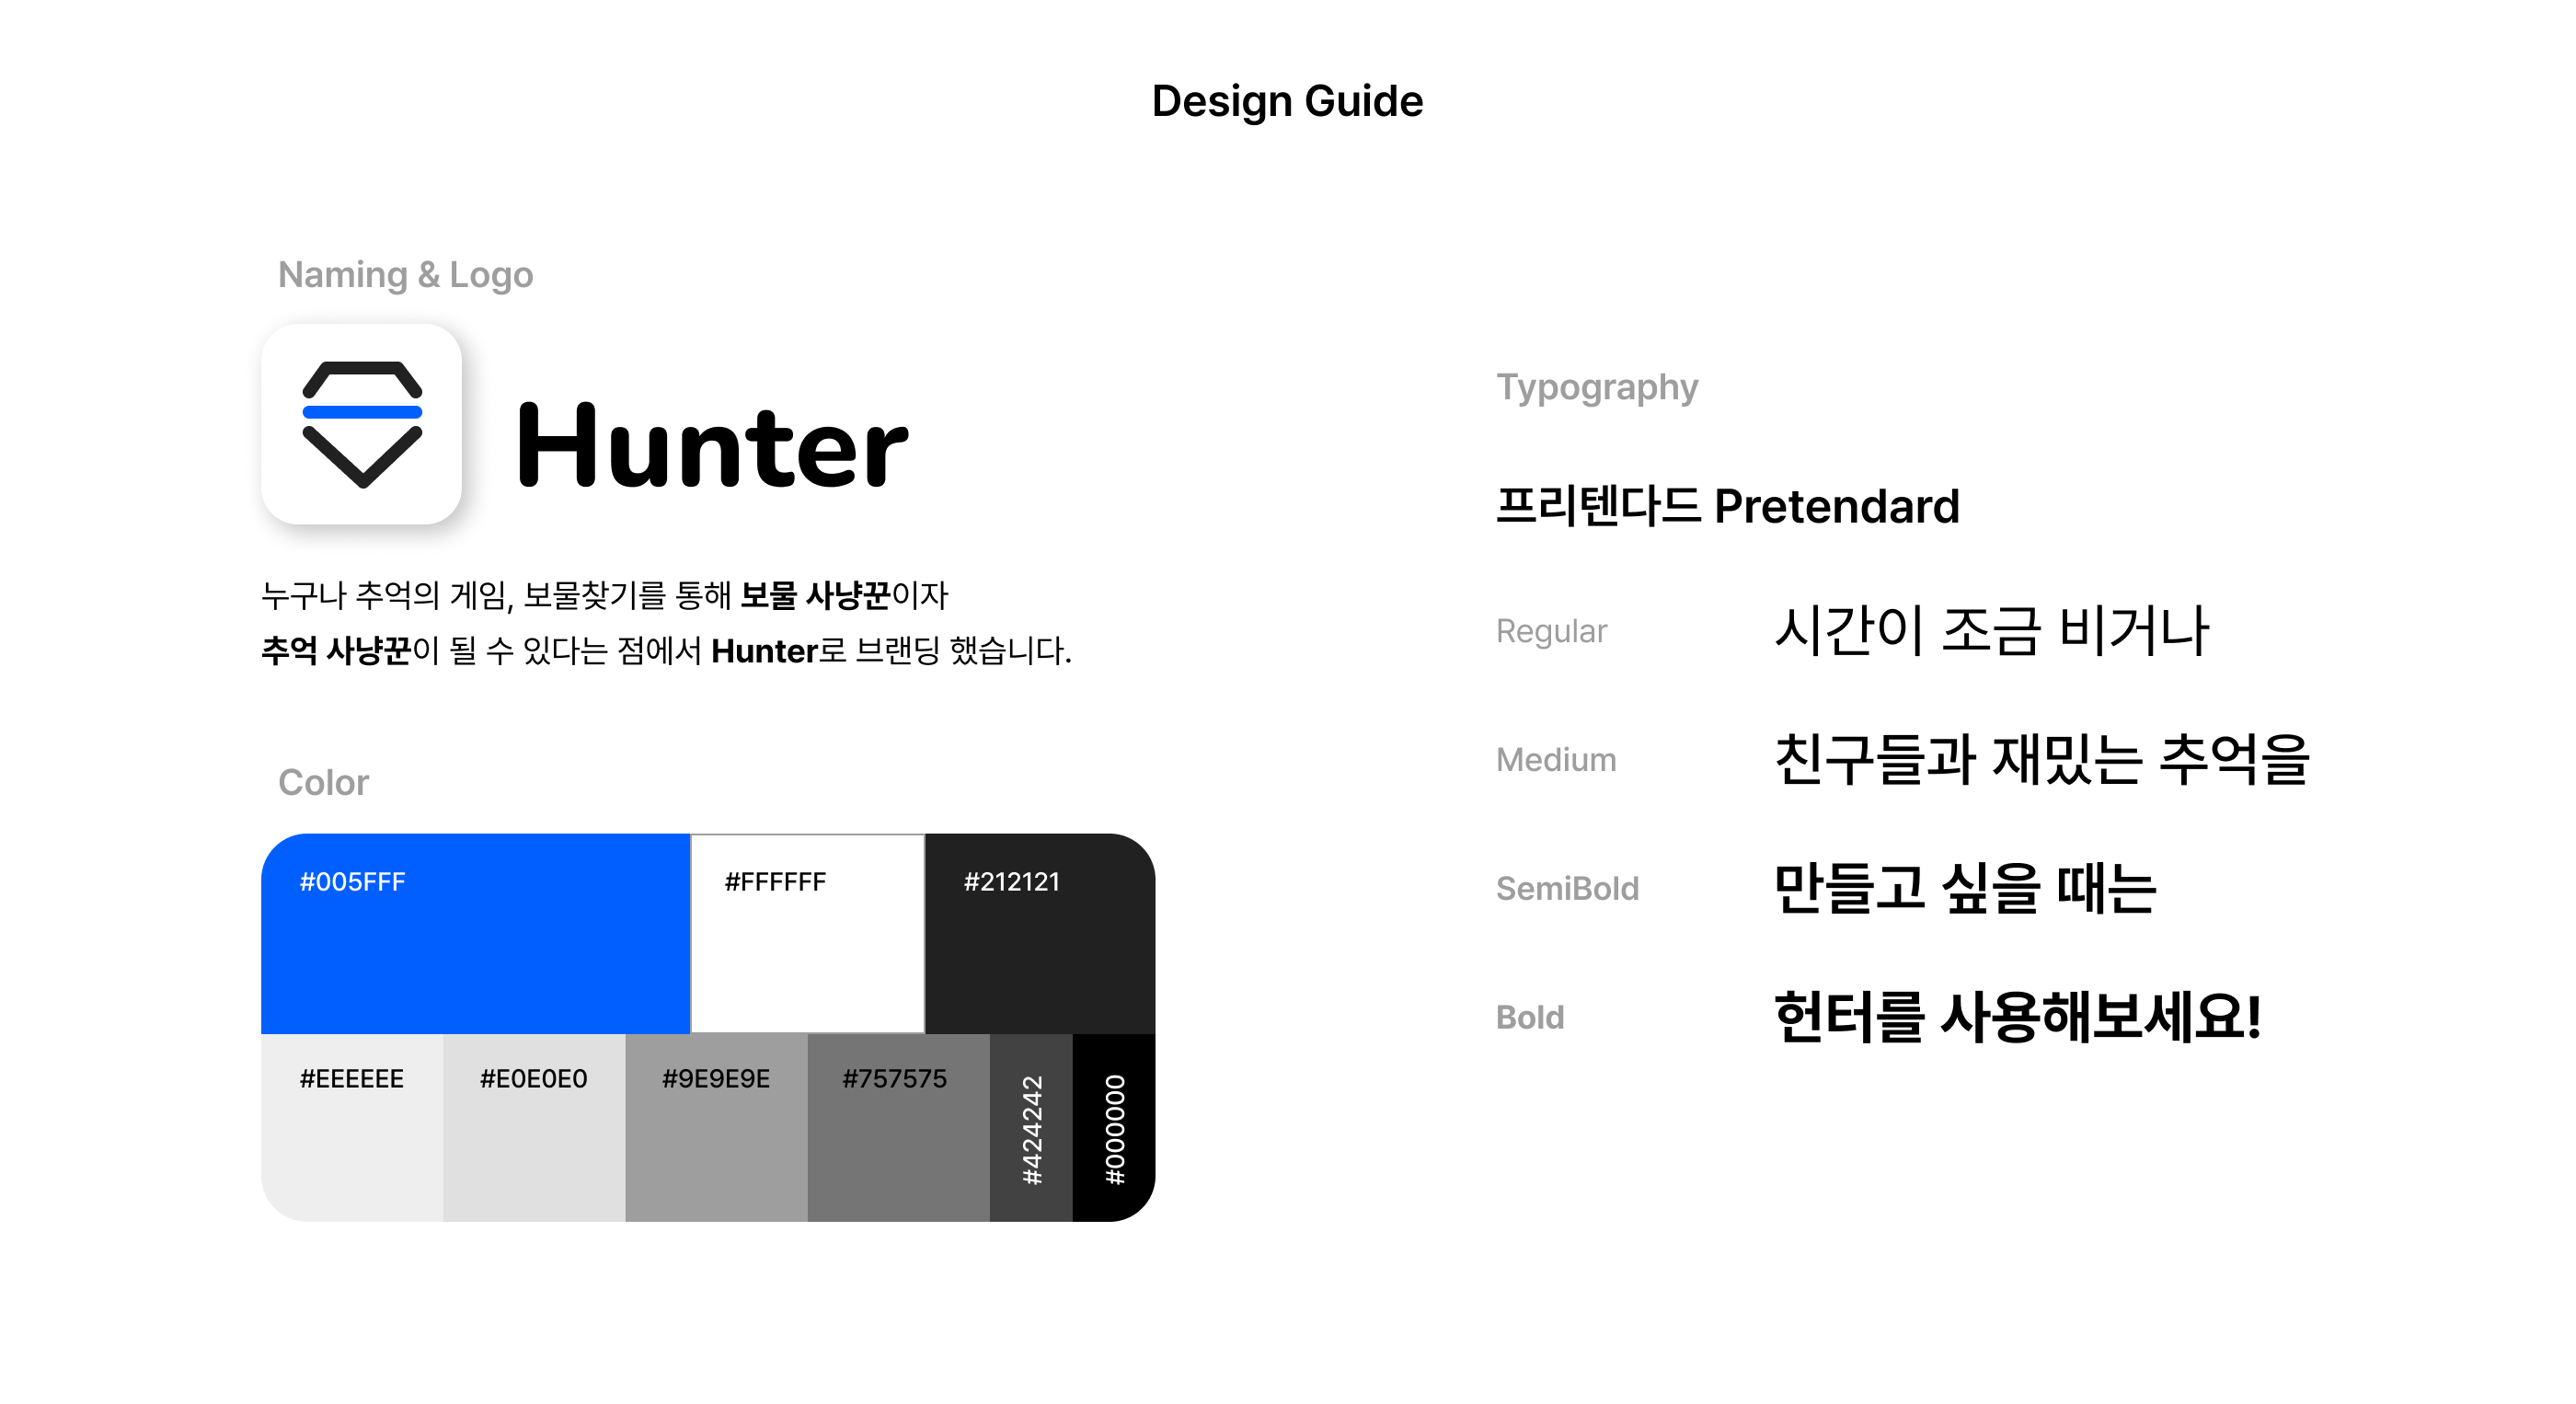 Design Guide
Naming & Logo
Hunter
누구나 추억의 게임, 보물찾기를 통해 보물 사냥꾼이자
추억 사냥꾼이 될 수 있다는 점에서 Hunter로 브랜딩 했습니다.
Color
#005FFF
#FFFFFF
#212121
#EEEEEE
#E0E0E0
#9E9E9E
#757575
#424242
#000000
Typography
프리텐다드 Pretendard
Regular 시간이 조금 비거나
Medium 친구들과 재밌는 추억을
SemiBold 만들고 싶을 때는
Bold 헌터를 사용해보세요!